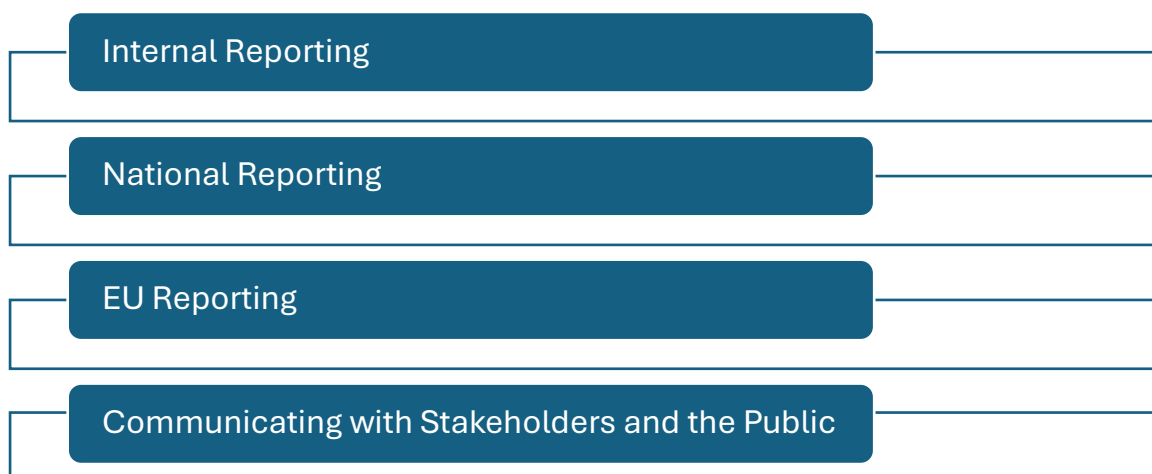 Internal Reporting
National Reporting
EU Reporting
Communicating with Stakeholders and the Public